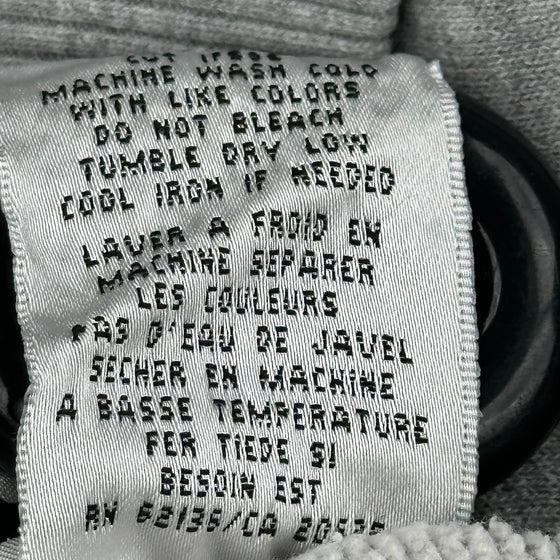 MACHINE WASH COLD
WITH LIKE COLORS
DO NOT BLEACH
TUMBLE DRY LOW
COOL IRON IF NEEDED
LAVER A FROID EN
MACHINE SEPARER
LES COULEURS
PAS D'EAU DE JAVEL
SECHER EN MACHINE
A BASSE TEMPERATURE
FER TIEDE SI
BESOIN EST
RN